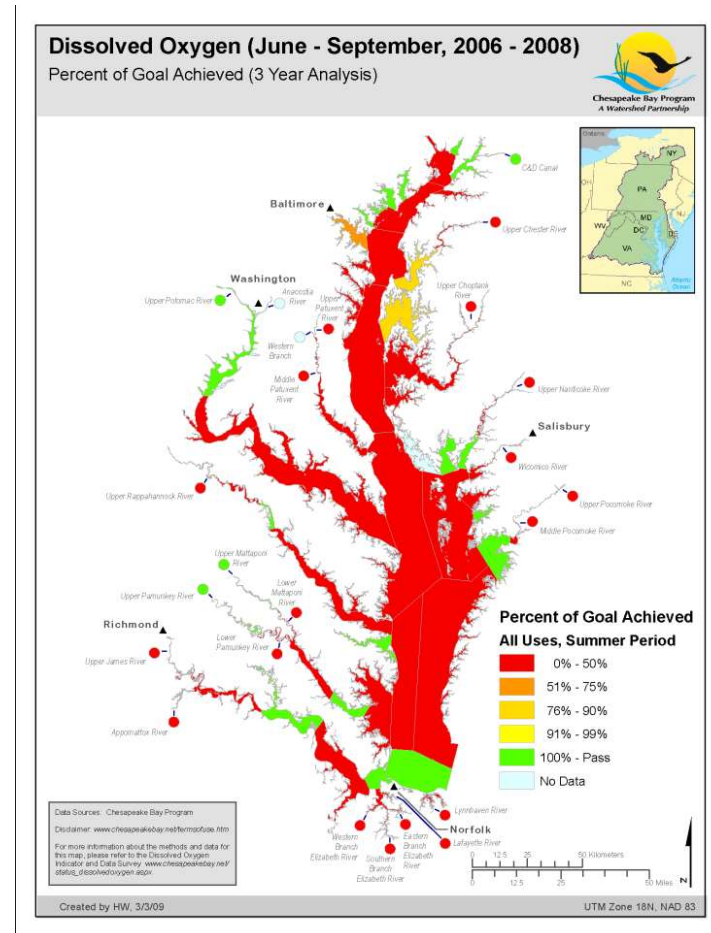 Dissolved Oxygen (June - September, 2006 - 2008)
Percent of Goal Achieved (3 Year Analysis)
Chesapeake Bay Program
A Watershed Partnership
Ontario
NY
PA
OH
NJ
MD
WV
DC
DE
VA
NC
Atlantic
Ocean
C&D Canal
Baltimore
Upper Chester River
Washington
Upper Potomac River
Anacostia
River
Upper
Patuxent
River
Upper Choptank
River
Western
Branch
Middle
Patuxent
River
Upper Nanticoke River
Salisbury
Wicomico River
Upper Rappahannock River
Upper Pocomoke River
Middle Pocomoke River
Upper Mattaponi
River
Upper Pamunkey River
Lower
Mattaponi
River
Richmond
Lower
Pamunkey River
Upper James River
Appomattox River
Percent of Goal Achieved
All Uses, Summer Period
0% - 50%
51% - 75%
76% - 90%
91% - 99%
100% - Pass
No Data
Lynnhaven River
Norfolk
Lafayette River
Western
Branch
Elizabeth River
Southern
Branch
Elizabeth River
Eastern
Branch
Elizabeth
River
Data Sources: Chesapeake Bay Program
Disclaimer: www.chesapeakebay.net/termsofuse.htm
For more information about the methods and data for
this map, please refer to the Dissolved Oxygen
Indicator and Data Survey www.chesapeakebay.net/
status_dissolvedoxygen.aspx.
0 12.5 25 50 Kilometers
0 12.5 25 50 Miles
N
Created by HW, 3/3/09
UTM Zone 18N, NAD 83